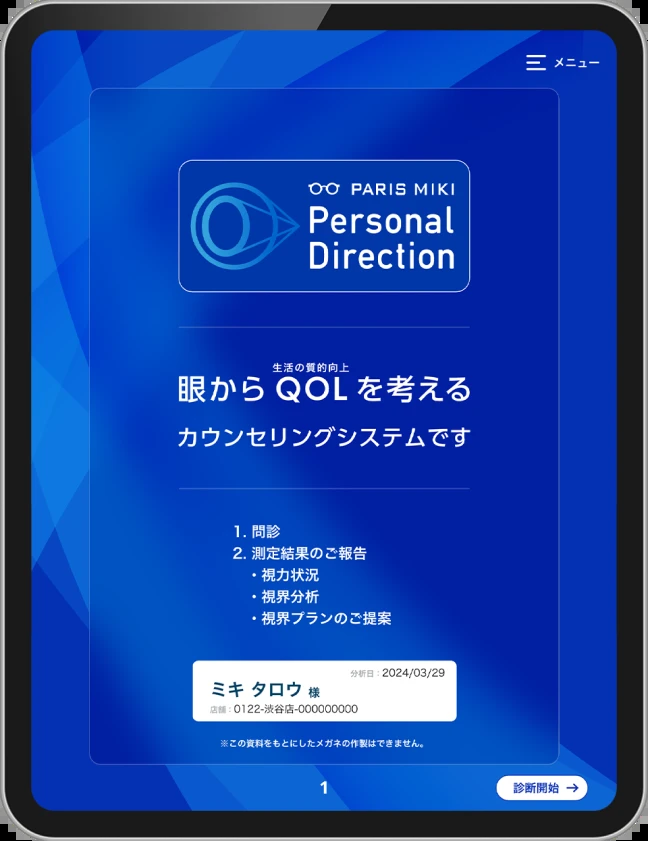 メニュー
PARIS MIKI
Personal
Direction
生活の質的向上
眼から QOL を考える
カウンセリングシステムです
1. 問診
2. 測定結果のご報告
・視力状況
・視界分析
・視界プランのご提案
分析日：2024/03/29
ミキ タロウ 様
店舗：0122-渋谷店-000000000
※この資料をもとにしたメガネの作製はできません。
1
診断開始 →